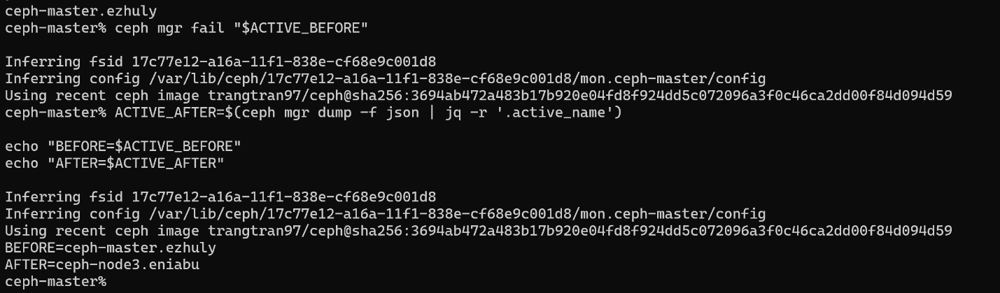 ceph-master.ezhuly
ceph-master% ceph mgr fail "$ACTIVE_BEFORE"
Inferring fsid 17c77e12-a16a-11f1-838e-cf68e9c001d8
Inferring config /var/lib/ceph/17c77e12-a16a-11f1-838e-cf68e9c001d8/mon.ceph-master/config
Using recent ceph image trangtran97/ceph@sha256:3694ab472a483b17b920e04fd8f924dd5c072096a3f0c46ca2dd00f84d094d59
ceph-master% ACTIVE_AFTER=$(ceph mgr dump -f json | jq -r '.active_name')
echo "BEFORE=$ACTIVE_BEFORE"
echo "AFTER=$ACTIVE_AFTER"
Inferring fsid 17c77e12-a16a-11f1-838e-cf68e9c001d8
Inferring config /var/lib/ceph/17c77e12-a16a-11f1-838e-cf68e9c001d8/mon.ceph-master/config
Using recent ceph image trangtran97/ceph@sha256:3694ab472a483b17b920e04fd8f924dd5c072096a3f0c46ca2dd00f84d094d59
BEFORE=ceph-master.ezhuly
AFTER=ceph-node3.eniabu
ceph-master%